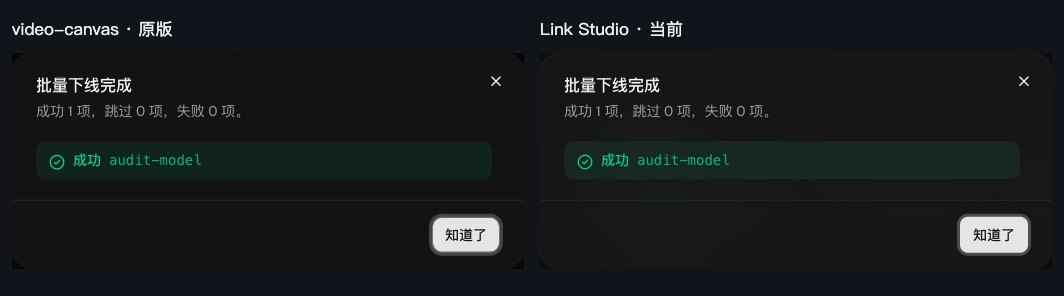 video-canvas · 原版
批量下线完成
成功 1 项，跳过 0 项，失败 0 项。
成功 audit-model
知道了
Link Studio · 当前
批量下线完成
成功 1 项，跳过 0 项，失败 0 项。
成功 audit-model
知道了